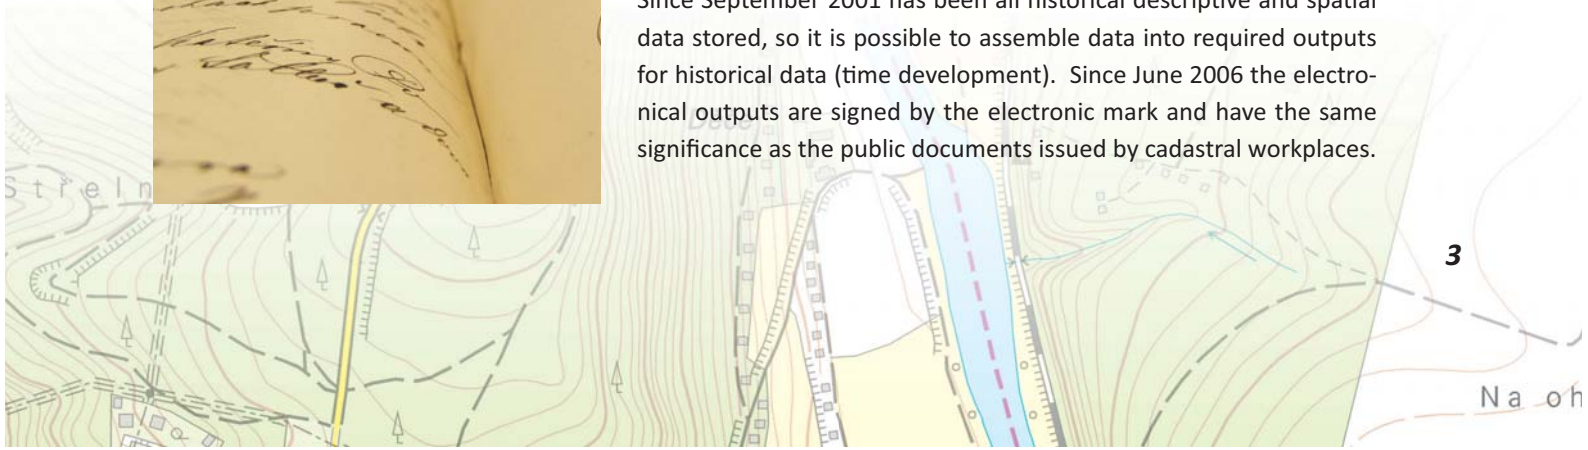 Since September 2001 has been all historical descriptive and spatial
data stored, so it is possible to assemble data into required outputs
for historical data (time development). Since June 2006 the electro-
nical outputs are signed by the electronic mark and have the same
significance as the public documents issued by cadastral workplaces.
Střeln
3
Na oh